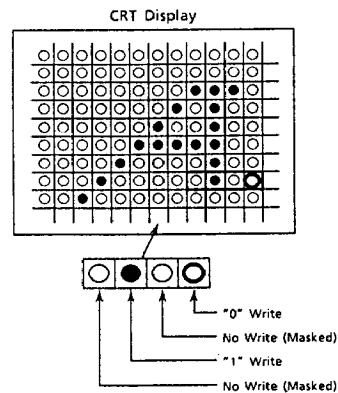 CRT Display
"0" Write
No Write (Masked)
"1" Write
No Write (Masked)